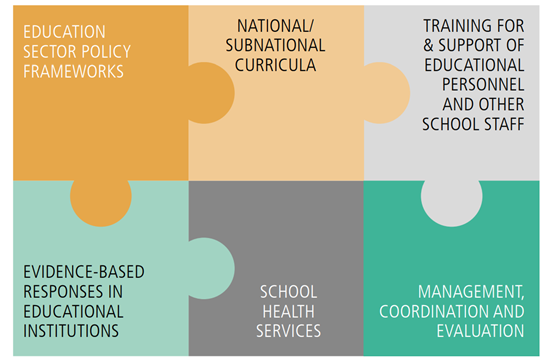 EDUCATION
SECTOR POLICY
FRAMEWORKS
NATIONAL/
SUBNATIONAL
CURRICULA
TRAINING FOR
& SUPPORT OF
EDUCATIONAL
PERSONNEL
AND OTHER
SCHOOL STAFF
EVIDENCE-BASED
RESPONSES IN
EDUCATIONAL
INSTITUTIONS
SCHOOL
HEALTH
SERVICES
MANAGEMENT,
COORDINATION AND
EVALUATION